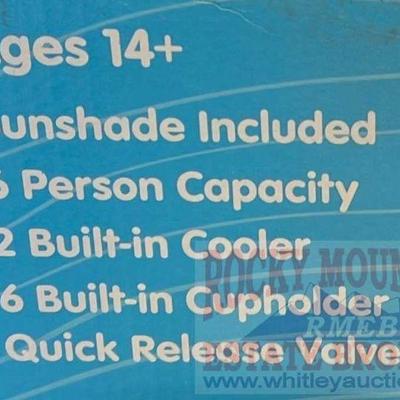 ges 14+
unshade Included
6 Person Capacity
2 Built-in Cooler
6 Built-in Cupholder
Quick Release Valve
ROCKY MOUN
RMEB
ESTATE BRO
www.whitleyauctio